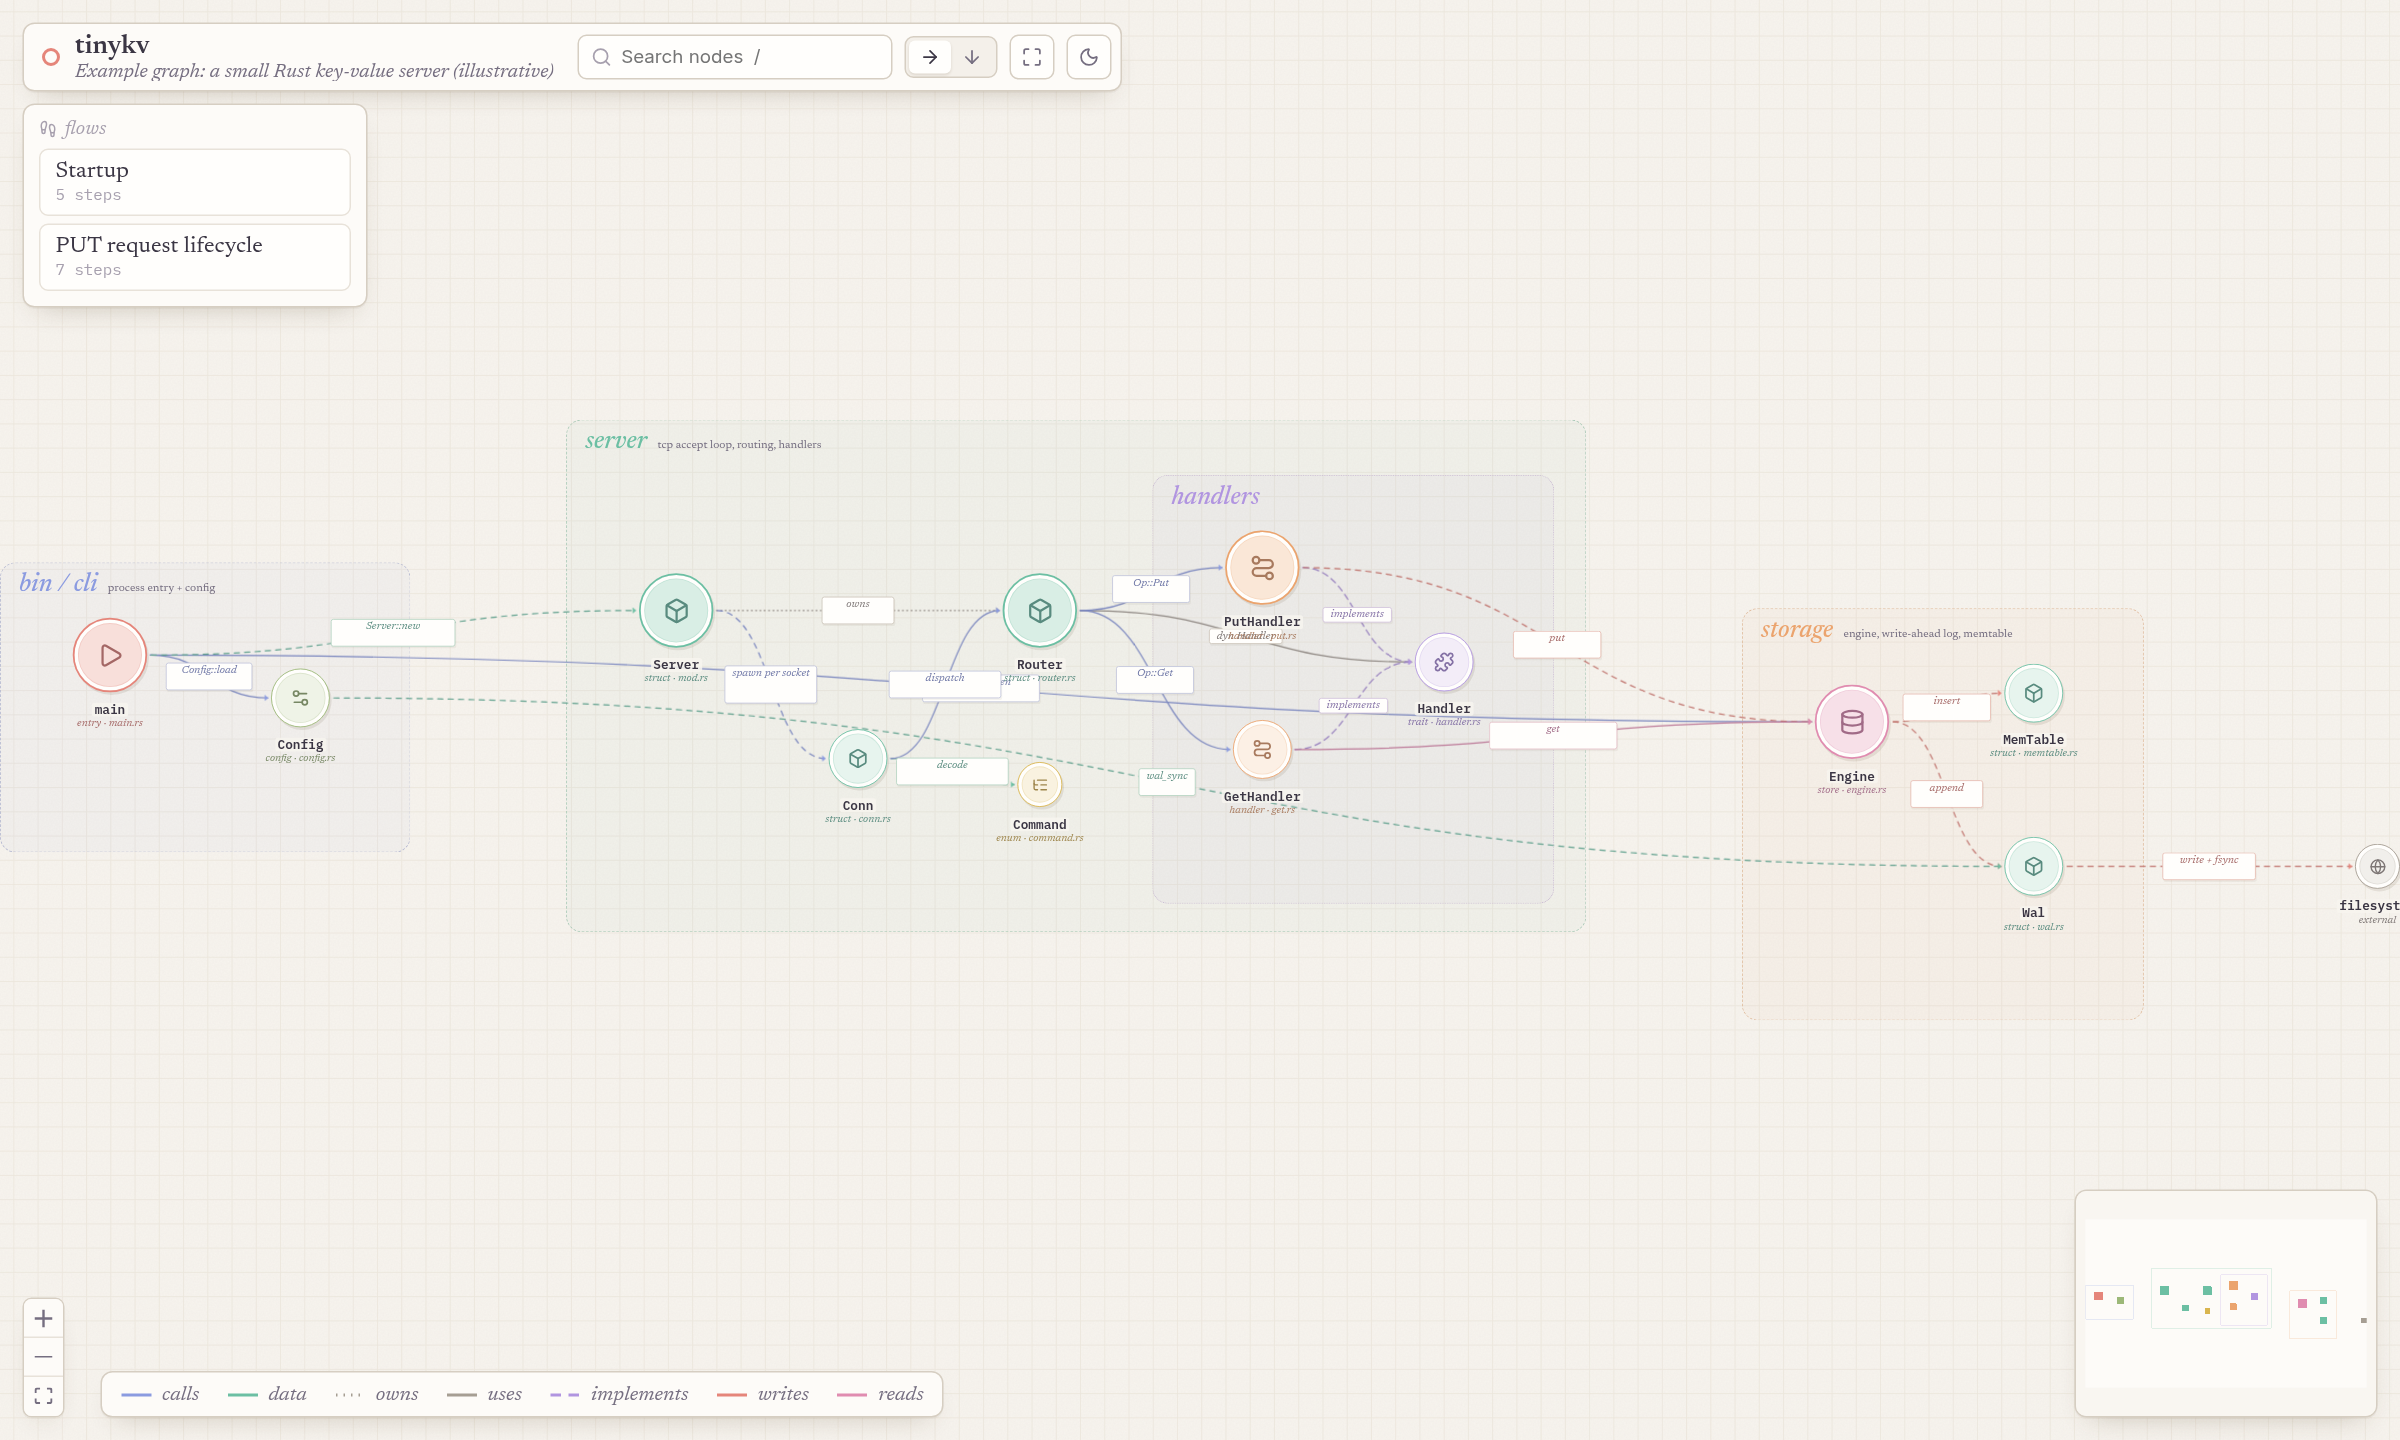 tinykv
Example graph: a small Rust key-value server (illustrative)
Search nodes /
flows
Startup
5 steps
PUT request lifecycle
7 steps
server tcp accept loop, routing, handlers
handlers
bin / cli process entry + config
storage engine, write-ahead log, memtable
Op::Put
owns
implements
PutHandler
put
Server::new
Config::load
Server
struct · mod.rs
Router
struct · router.rs
spawn per socket
dispatch
Op::Get
main
entry · main.rs
Config
config · config.rs
implements
Handler
trait · handler.rs
get
insert
MemTable
struct · memtable.rs
decode
wal_sync
Engine
store · engine.rs
append
Conn
struct · conn.rs
Command
enum · command.rs
GetHandler
handler · get.rs
write + fsync
Wal
struct · wal.rs
filesyst
external
calls data owns uses implements writes reads